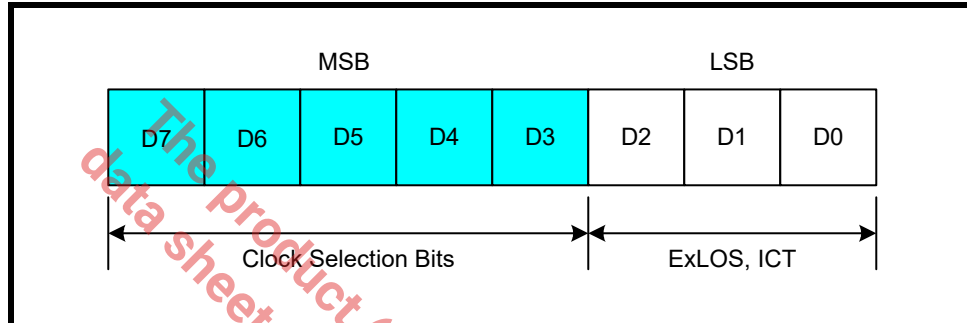 MSB LSB
D7 D6 D5 D4 D3 D2 D1 D0
Clock Selection Bits ExLOS, ICT
The product
data sheet